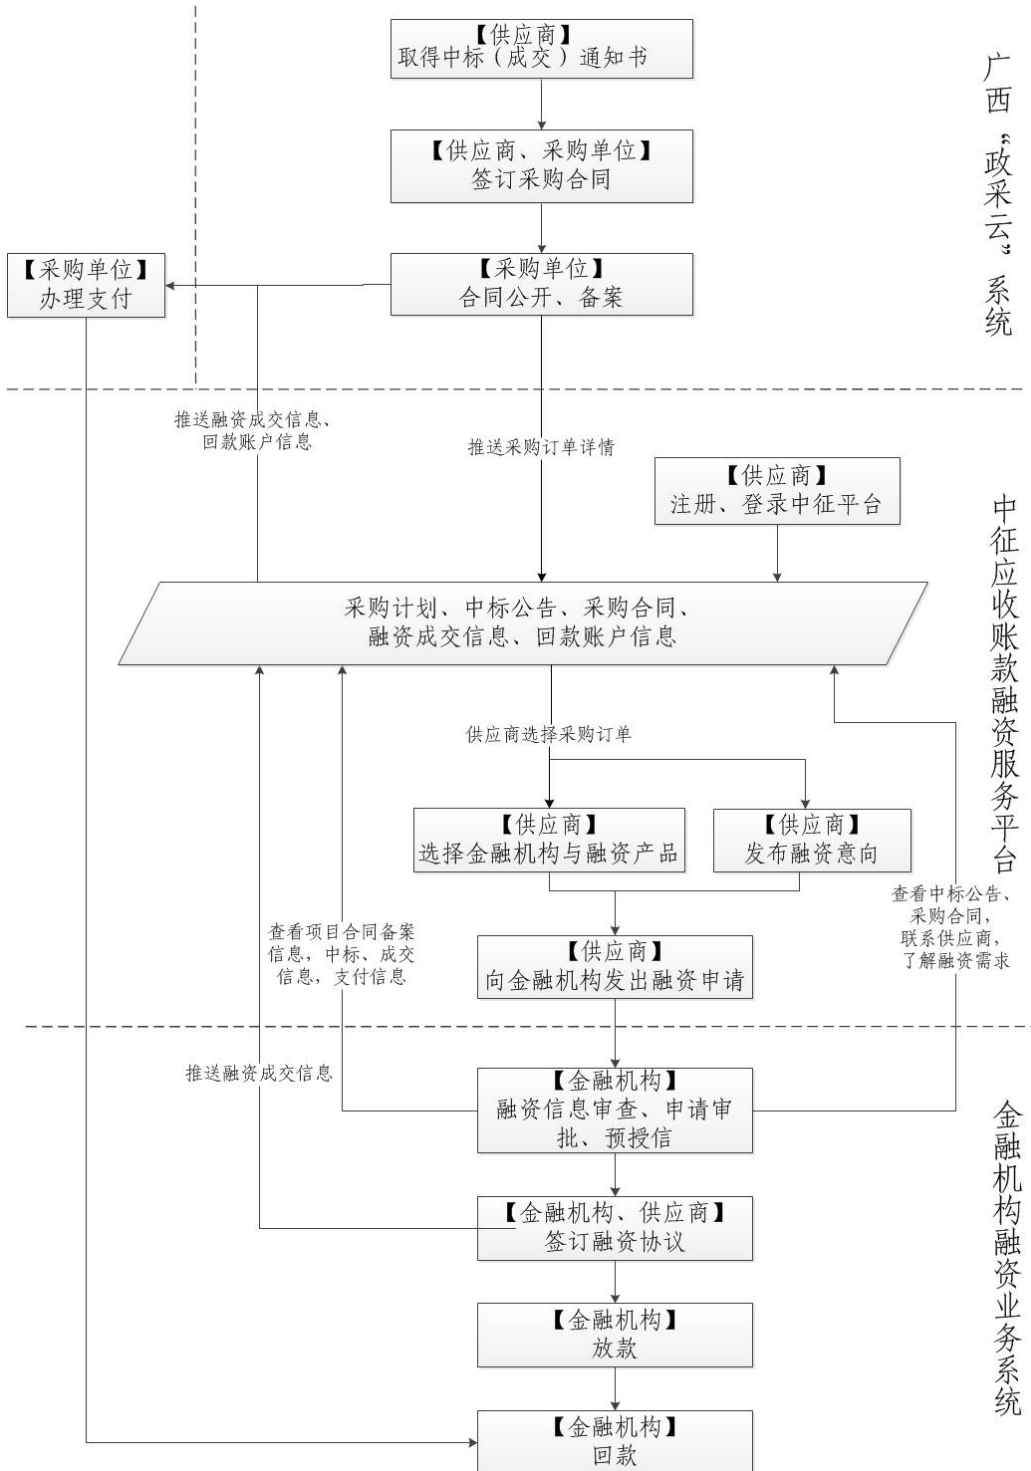 【供应商】
取得中标（成交）通知书
广西“政采云”系统
【供应商、采购单位】
签订采购合同
【采购单位】
办理支付
【采购单位】
合同公开、备案
推送融资成交信息、
回款账户信息
推送采购订单详情
【供应商】
注册、登录中征平台
中征应收账款融资服务平台
采购计划、中标公告、采购合同、
融资成交信息、回款账户信息
供应商选择采购订单
【供应商】
选择金融机构与融资产品
【供应商】
发布融资意向
查看中标公告、
采购合同，
联系供应商，
了解融资需求
查看项目合同备案
信息，中标、成交
信息，支付信息
【供应商】
向金融机构发出融资申请
推送融资成交信息
【金融机构】
融资信息审查、申请审
批、预授信
金融机构融资业务系统
【金融机构、供应商】
签订融资协议
【金融机构】
放款
【金融机构】
回款